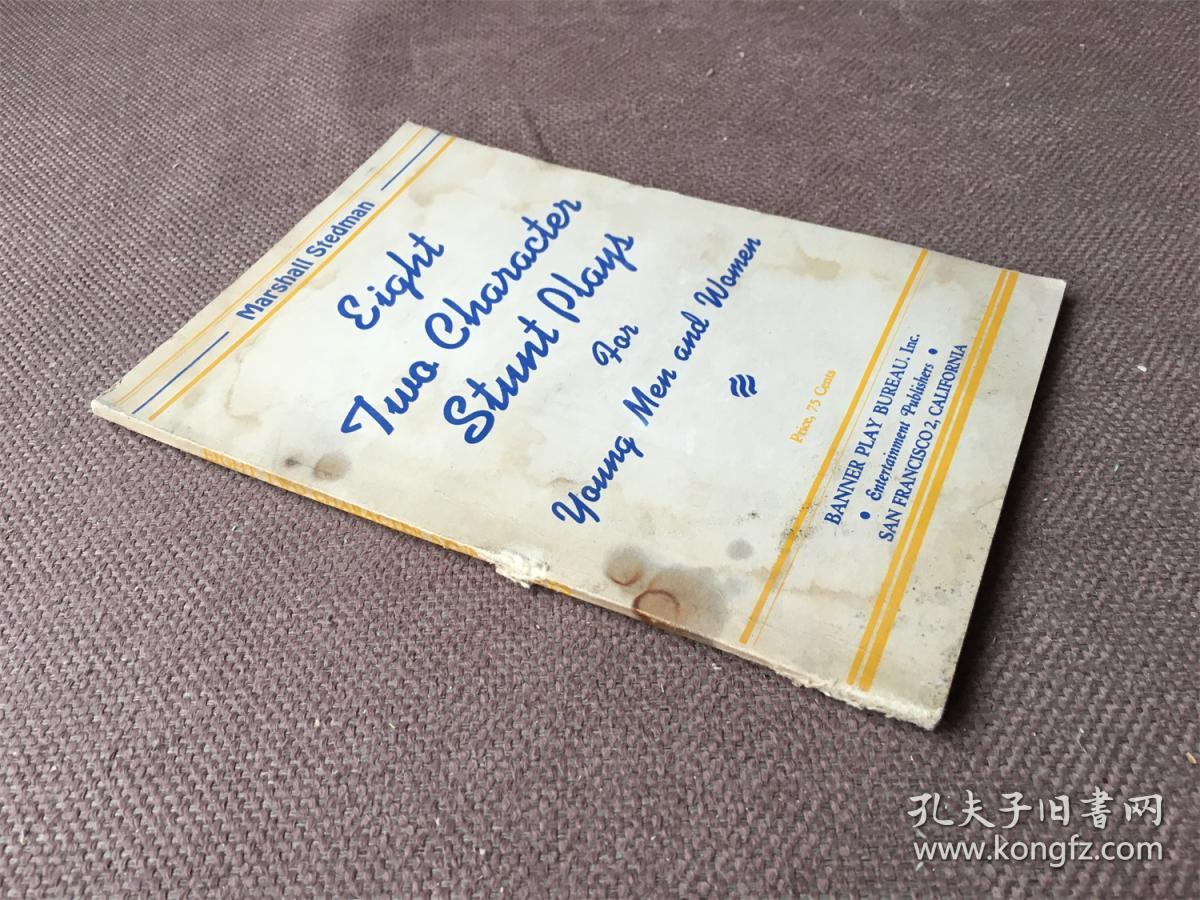 Marshall Stedman
Eight
Two Character
Stunt Plays
For
Young Men and Women
Price, 75 Cents
BANNER PLAY BUREAU. Inc.
• Entertainment Publishers •
SAN FRANCISCO 2, CALIFORNIA
孔夫子旧書网
www.kongfz.com